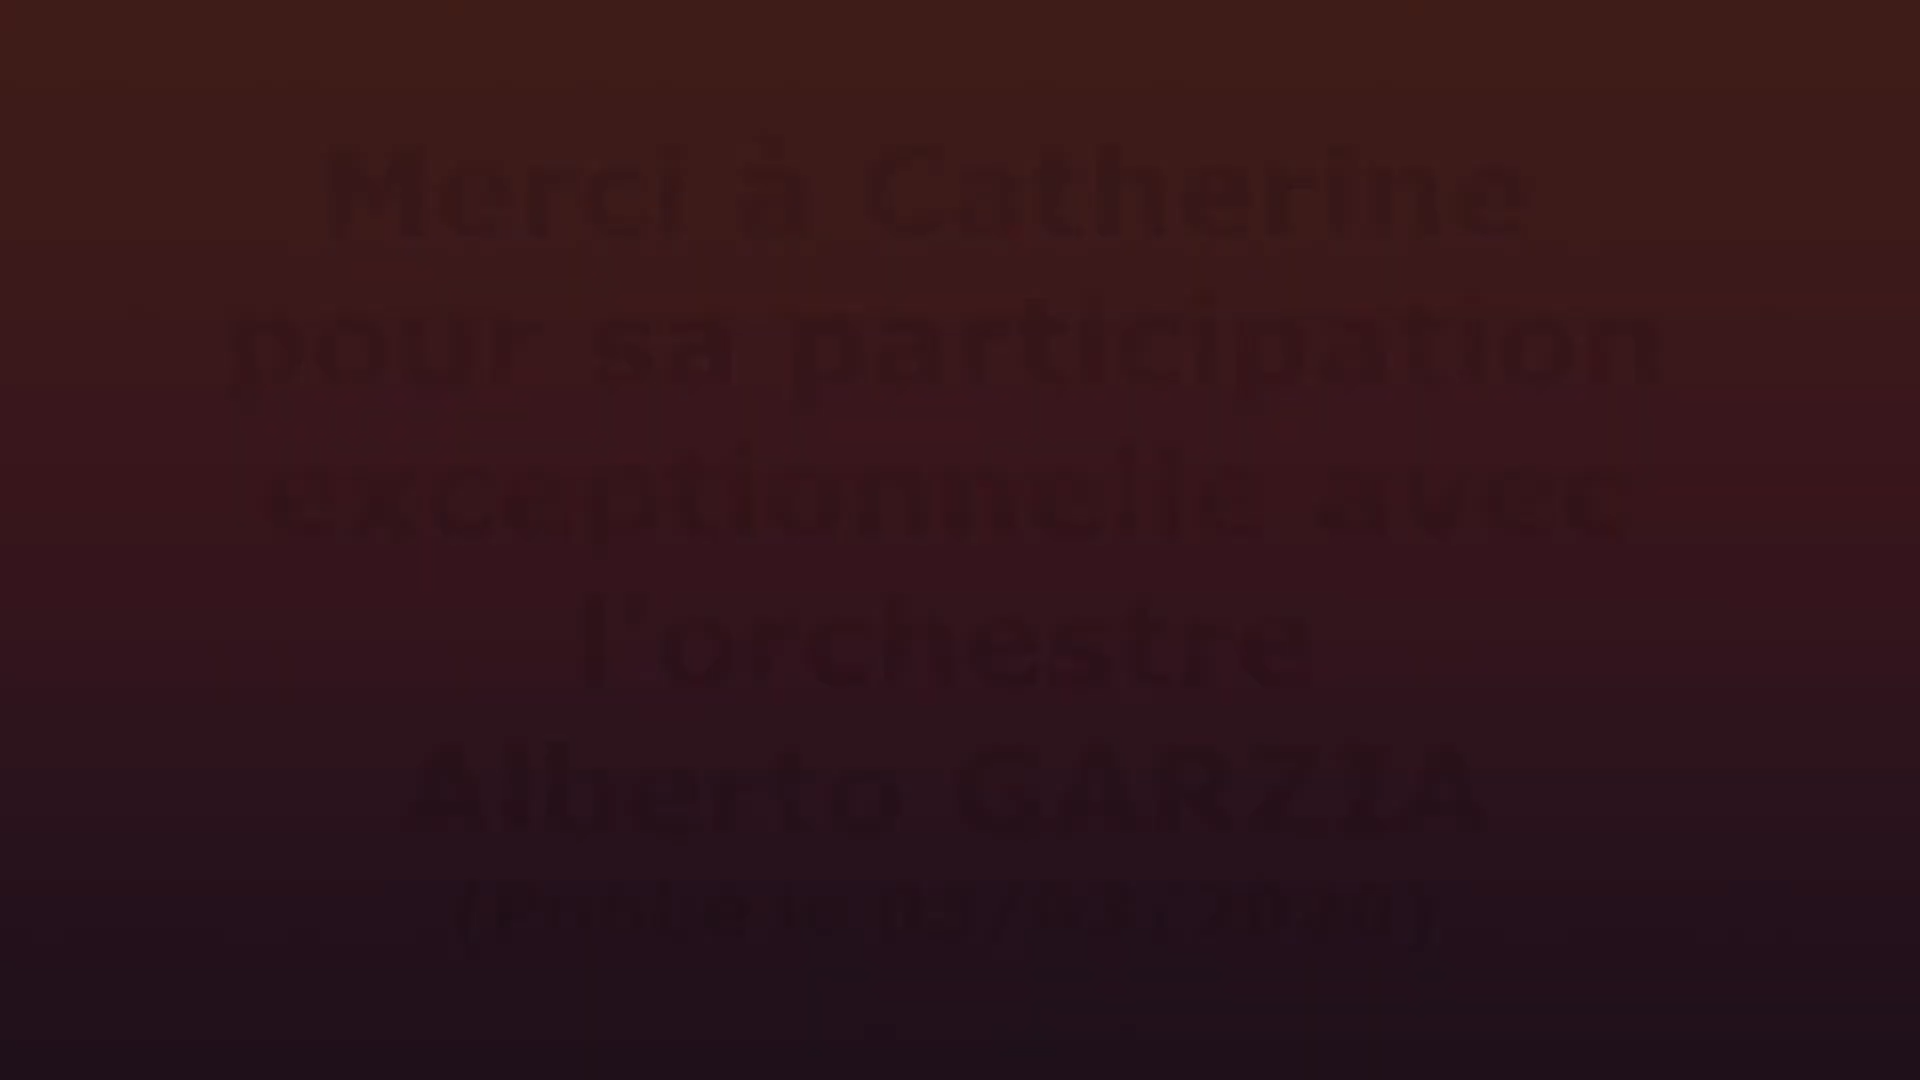 Merci à Catherine
pour sa participation
exceptionnelle avec
l'orchestre
Alberto GARZIA